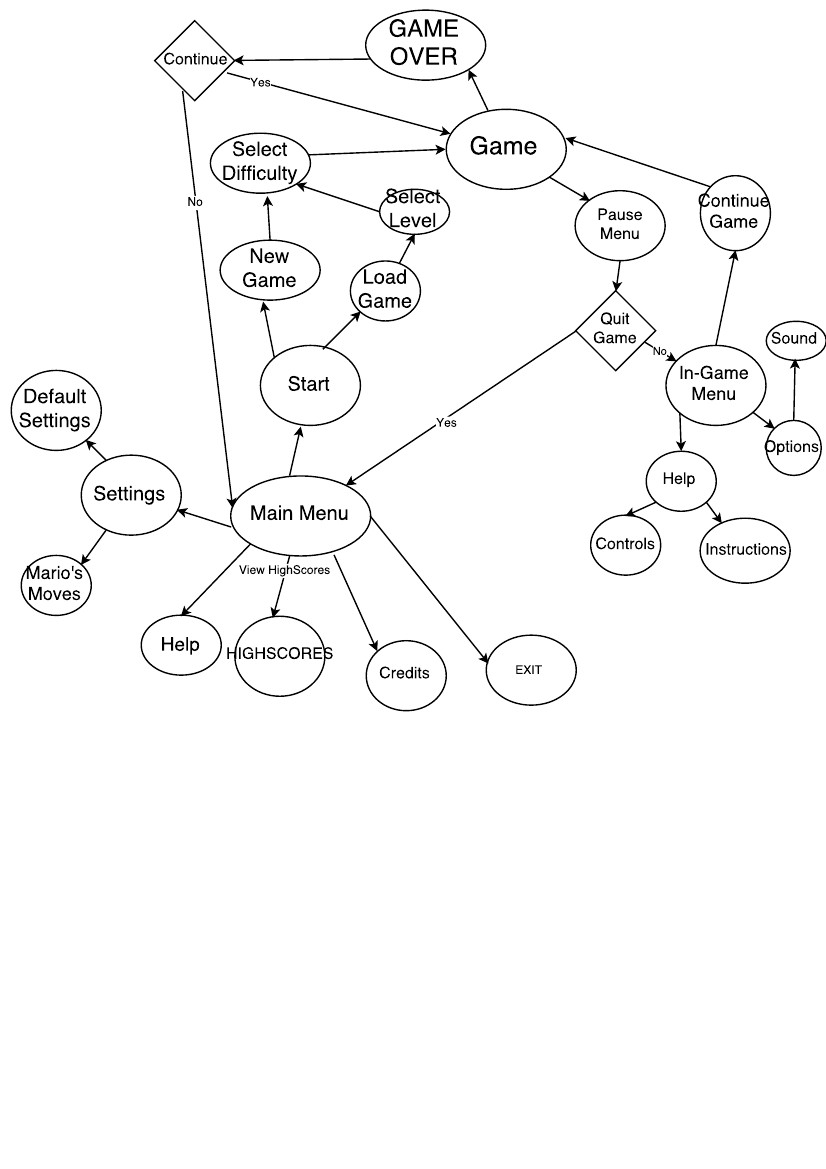 GAME
OVER
Continue
Yes
Game
Select
Difficulty
Select
Level
Continue
Game
No
Pause
Menu
New
Game
Load
Game
Quit
Game
Sound
No
Start
In-Game
Menu
Default
Settings
Yes
Options
Help
Settings
Main Menu
Controls
Instructions
View HighScores
Mario's
Moves
Help
HIGHSCORES
Credits
EXIT